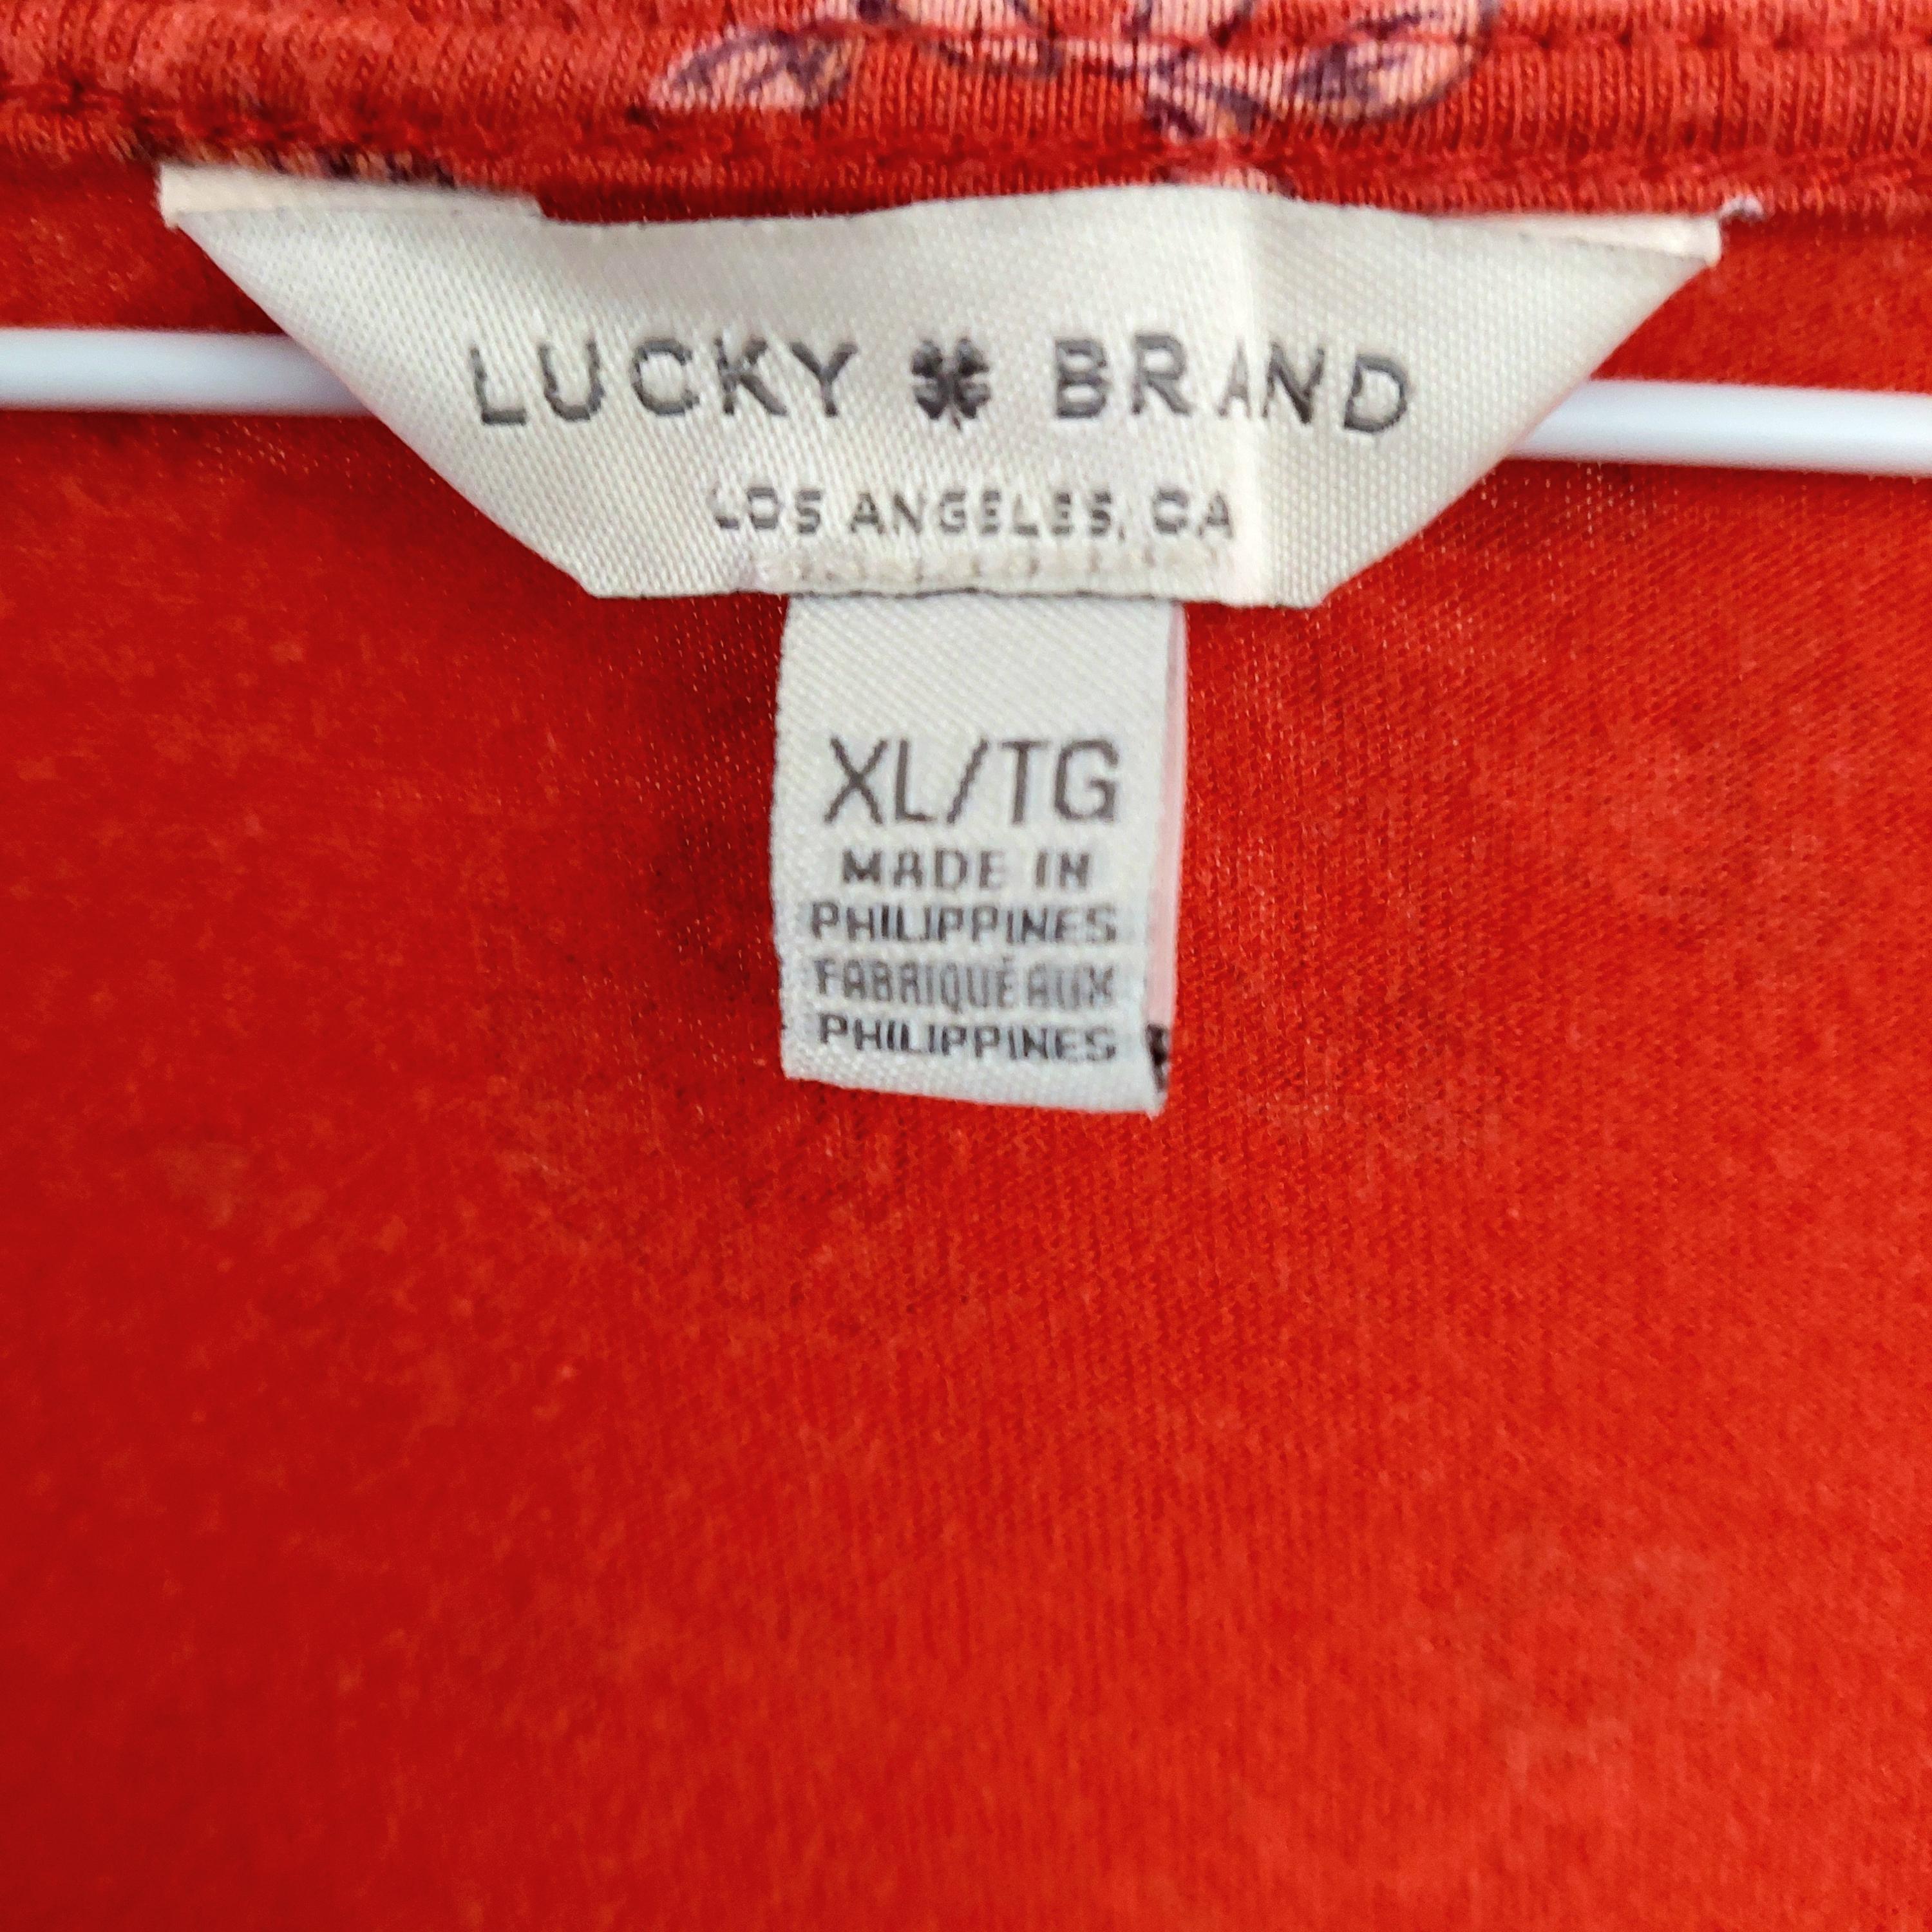 LUCKY BRAND
LOS ANGELES, CA
XL/TG
MADE IN
PHILIPPINES
FABRIQUÉ AUX
PHILIPPINES